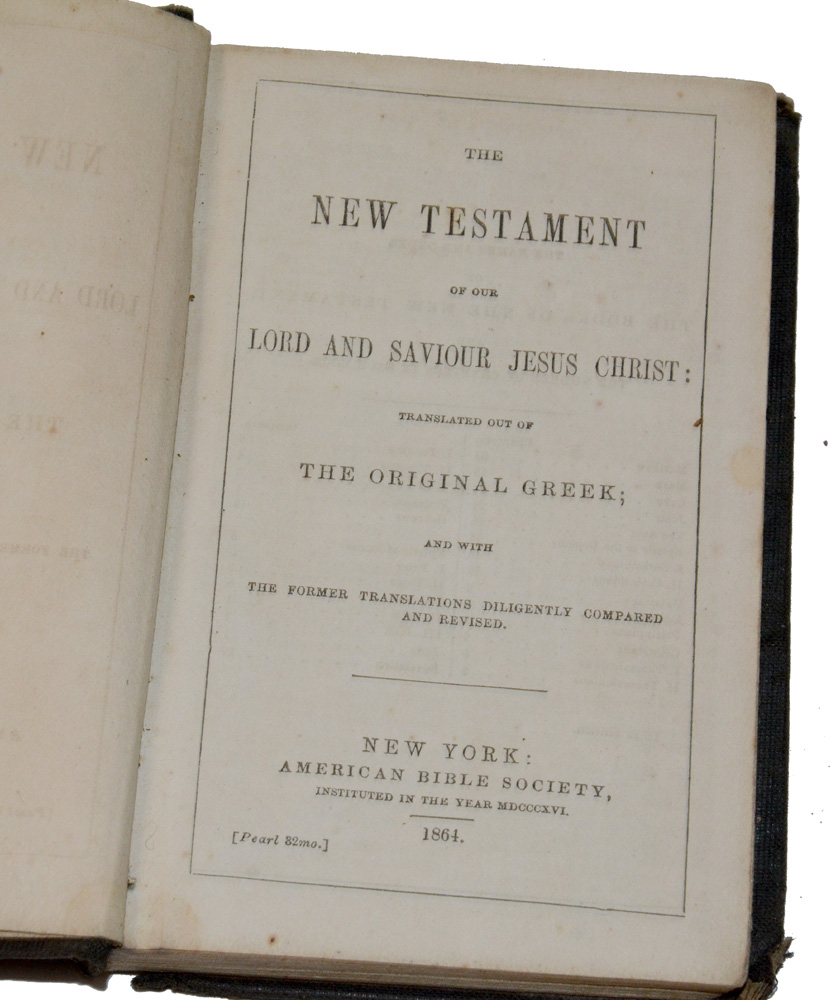 THE
NEW TESTAMENT
OF OUR
LORD AND SAVIOUR JESUS CHRIST:
TRANSLATED OUT OF
THE ORIGINAL GREEK;
AND WITH
THE FORMER TRANSLATIONS DILIGENTLY COMPARED
AND REVISED.
NEW YORK:
AMERICAN BIBLE SOCIETY,
INSTITUTED IN THE YEAR MDCCCXVI.
1864.
[Pearl 32mo.]